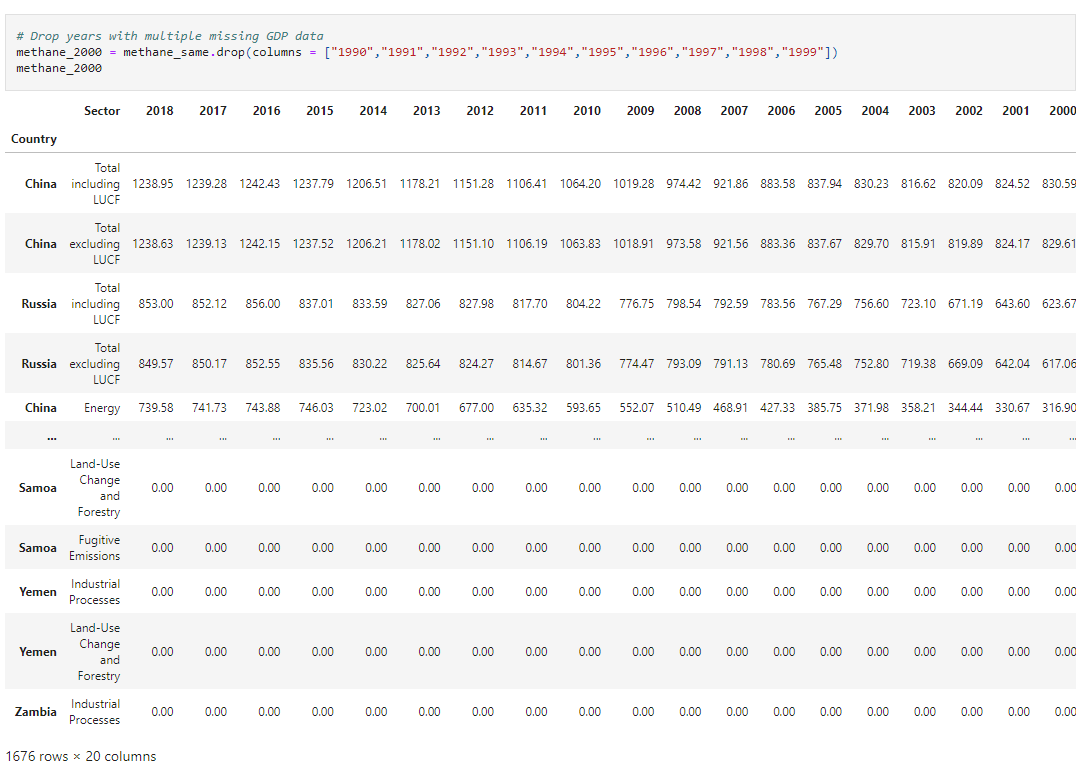 # Drop years with multiple missing GDP data
methane_2000 = methane_same.drop(columns = ["1990","1991","1992","1993","1994","1995","1996","1997","1998","1999"])
methane_2000
Sector 2018 2017 2016 2015 2014 2013 2012 2011 2010 2009 2008 2007 2006 2005 2004 2003 2002 2001 2000
Country
Total
China including 1238.95 1239.28 1242.43 1237.79 1206.51 1178.21 1151.28 1106.41 1064.20 1019.28 974.42 921.86 883.58 837.94 830.23 816.62 820.09 824.52 830.59
LUCF
Total
China excluding 1238.63 1239.13 1242.15 1237.52 1206.21 1178.02 1151.10 1106.19 1063.83 1018.91 973.58 921.56 883.36 837.67 829.70 815.91 819.89 824.17 829.61
LUCF
Total
Russia including 853.00 852.12 856.00 837.01 833.59 827.06 827.98 817.70 804.22 776.75 798.54 792.59 783.56 767.29 756.60 723.10 671.19 643.60 623.67
LUCF
Total
Russia excluding 849.57 850.17 852.55 835.56 830.22 825.64 824.27 814.67 801.36 774.47 793.09 791.13 780.69 765.48 752.80 719.38 669.09 642.04 617.06
LUCF
China Energy 739.58 741.73 743.88 746.03 723.02 700.01 677.00 635.32 593.65 552.07 510.49 468.91 427.33 385.75 371.98 358.21 344.44 330.67 316.90
... ... ... ... ... ... ... ... ... ... ... ... ... ... ... ... ... ... ... ... ...
Land-Use
Change
Samoa and 0.00 0.00 0.00 0.00 0.00 0.00 0.00 0.00 0.00 0.00 0.00 0.00 0.00 0.00 0.00 0.00 0.00 0.00 0.00
Forestry
Fugitive
Samoa Emissions 0.00 0.00 0.00 0.00 0.00 0.00 0.00 0.00 0.00 0.00 0.00 0.00 0.00 0.00 0.00 0.00 0.00 0.00 0.00
Industrial
Yemen Processes 0.00 0.00 0.00 0.00 0.00 0.00 0.00 0.00 0.00 0.00 0.00 0.00 0.00 0.00 0.00 0.00 0.00 0.00 0.00
Land-Use
Change
Yemen and 0.00 0.00 0.00 0.00 0.00 0.00 0.00 0.00 0.00 0.00 0.00 0.00 0.00 0.00 0.00 0.00 0.00 0.00 0.00
Forestry
Industrial
Zambia Processes 0.00 0.00 0.00 0.00 0.00 0.00 0.00 0.00 0.00 0.00 0.00 0.00 0.00 0.00 0.00 0.00 0.00 0.00 0.00
1676 rows × 20 columns